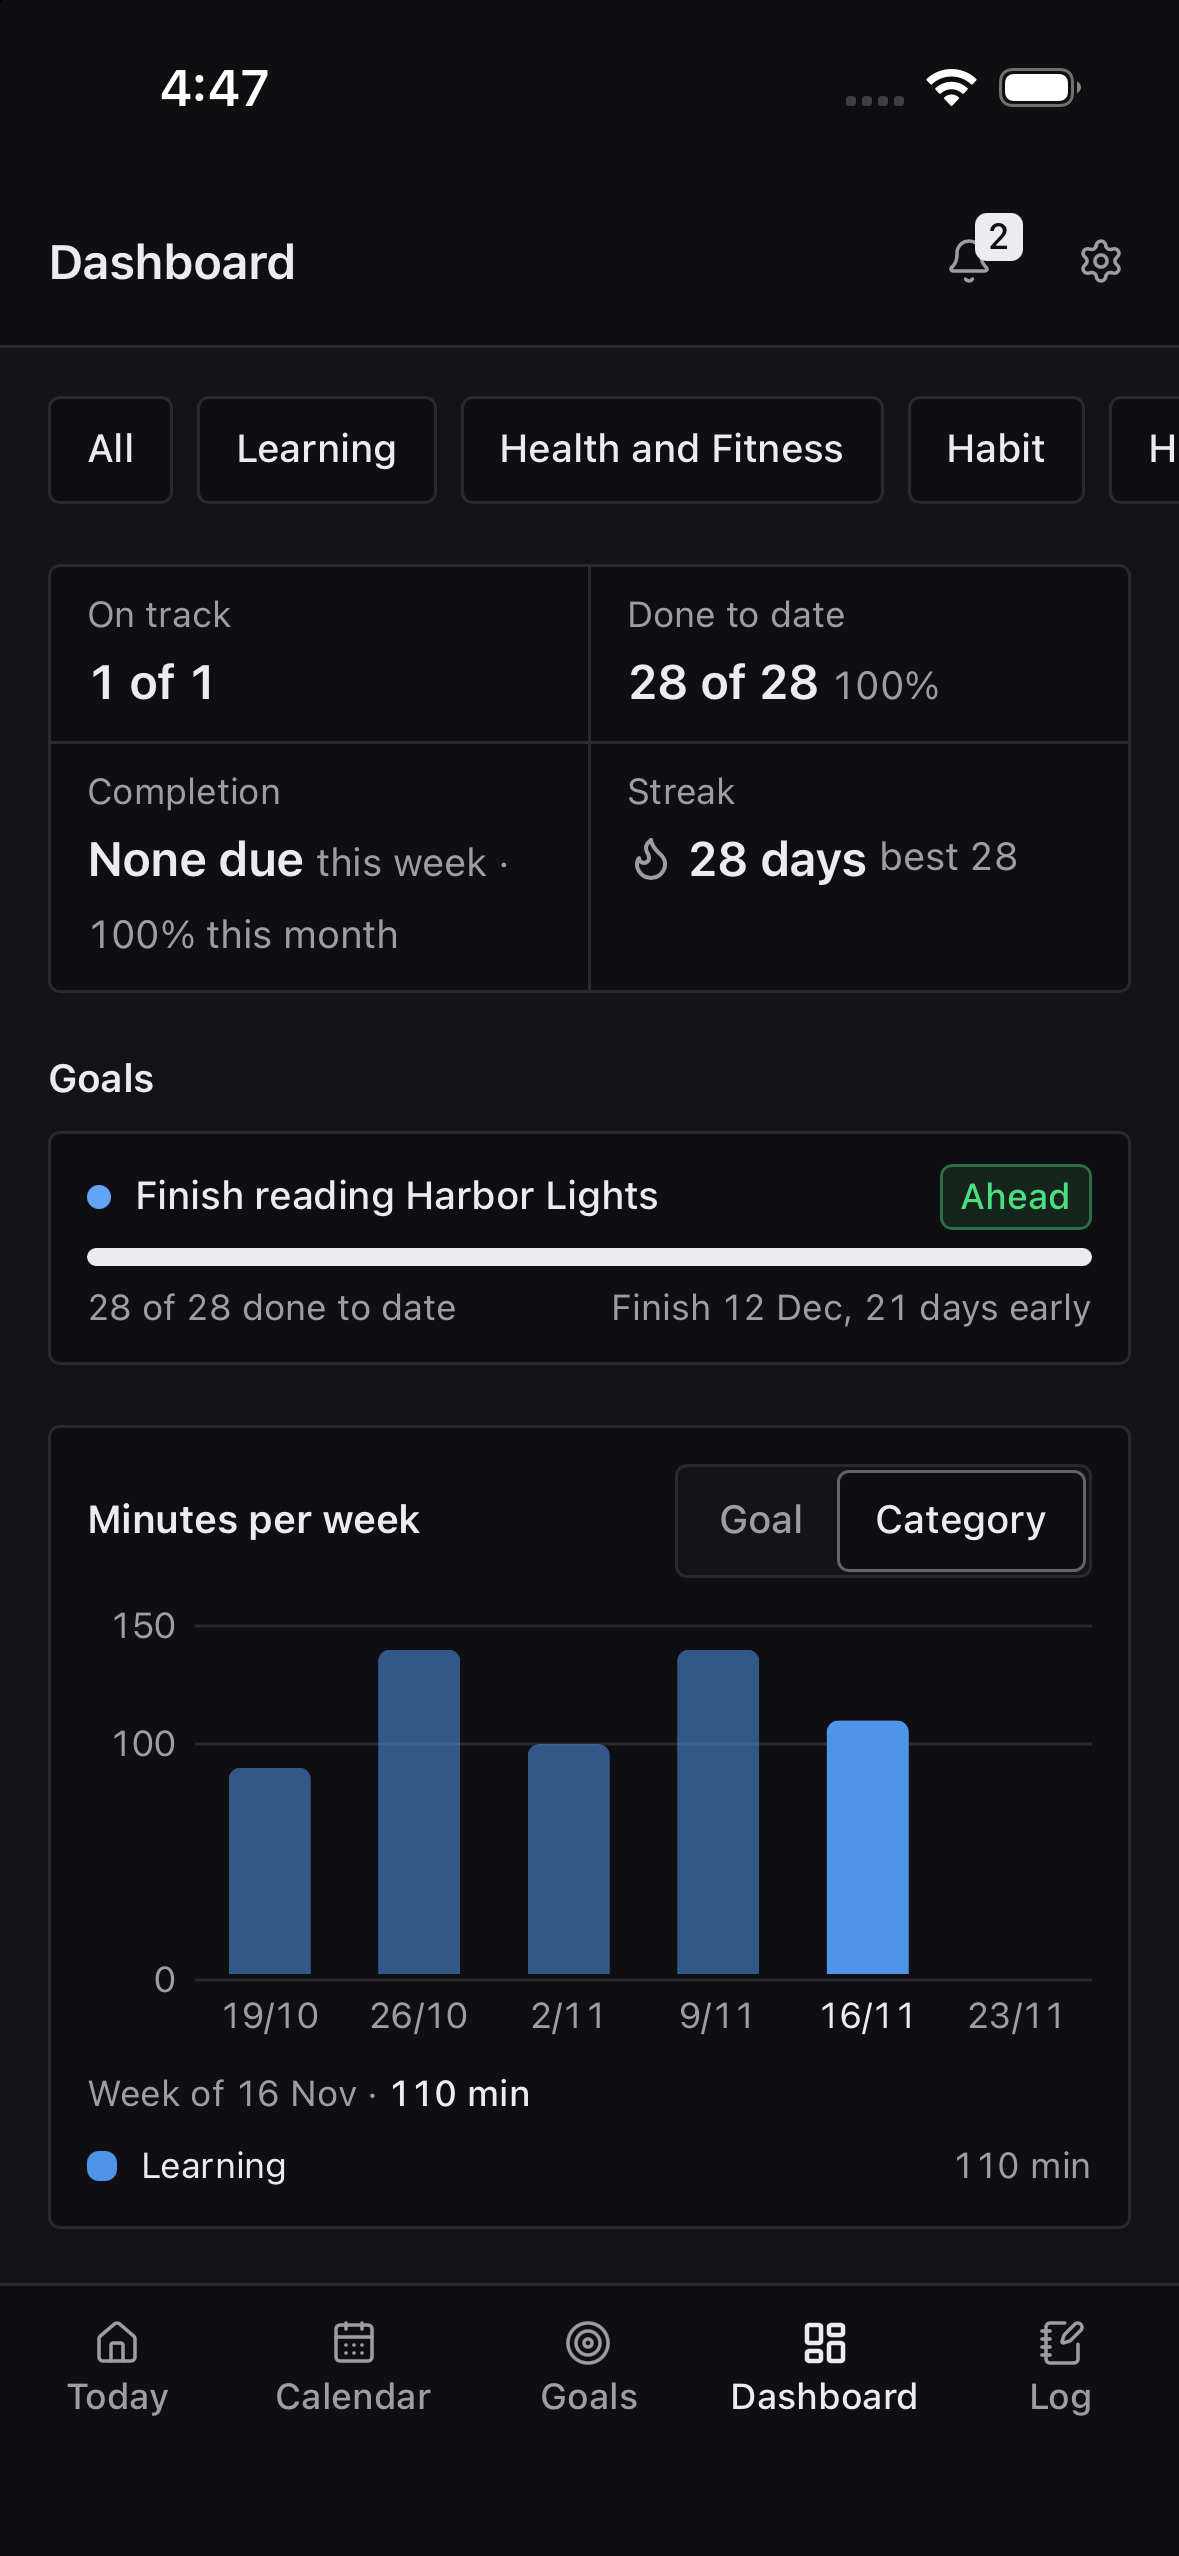 4:47
Dashboard
2
All
Learning
Health and Fitness
Habit
H
On track
1 of 1
Done to date
28 of 28 100%
Completion
None due this week ·
100% this month
Streak
28 days best 28
Goals
Finish reading Harbor Lights
Ahead
28 of 28 done to date
Finish 12 Dec, 21 days early
Minutes per week
Goal
Category
150
100
0
19/10
26/10
2/11
9/11
16/11
23/11
Week of 16 Nov · 110 min
Learning
110 min
Today
Calendar
Goals
Dashboard
Log